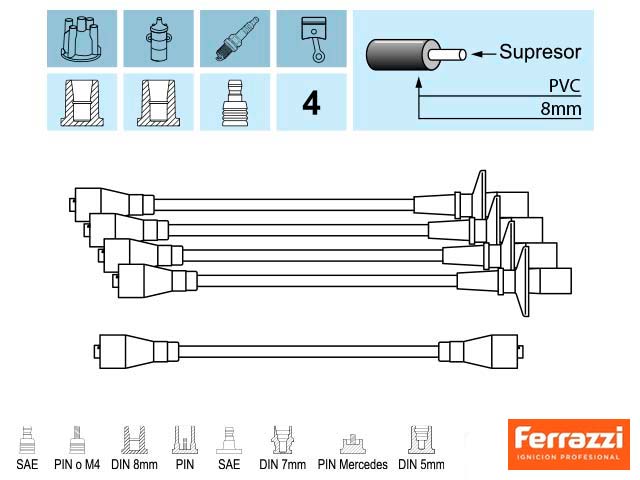 Supresor
PVC
8mm
4
SAE PIN o M4 DIN 8mm PIN SAE DIN 7mm PIN Mercedes DIN 5mm
Ferrazzi
IGNICION PROFESIONAL